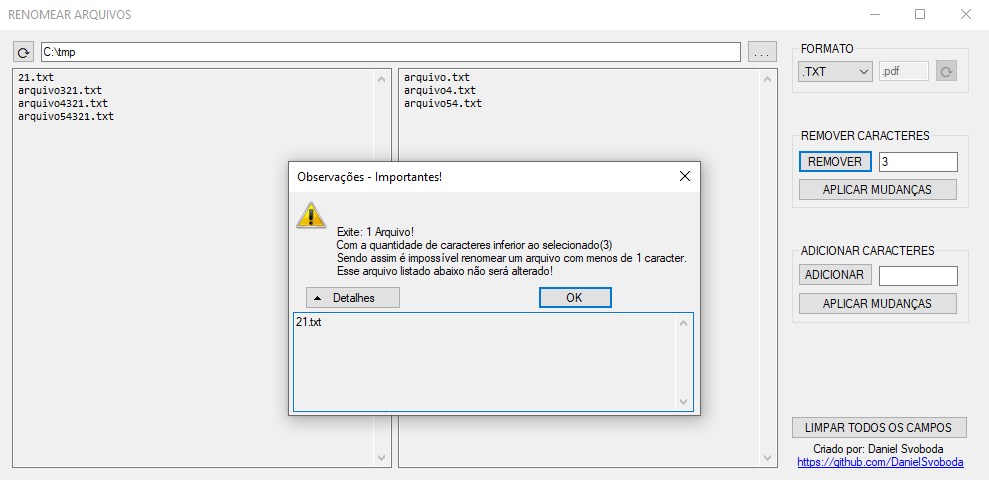 RENOMEAR ARQUIVOS
C:\tmp
...
21.txt
arquivo321.txt
arquivo4321.txt
arquivo54321.txt
arquivo.txt
arquivo4.txt
arquivo54.txt
FORMATO
.TXT
.pdf
REMOVER CARACTERES
REMOVER
3
APLICAR MUDANÇAS
ADICIONAR CARACTERES
ADICIONAR
APLICAR MUDANÇAS
LIMPAR TODOS OS CAMPOS
Criado por: Daniel Svoboda
https://github.com/DanielSvoboda
Observações - Importantes!
Exite: 1 Arquivo!
Com a quantidade de caracteres inferior ao selecionado(3)
Sendo assim é impossível renomear um arquivo com menos de 1 caracter.
Esse arquivo listado abaixo não será alterado!
Detalhes
OK
21.txt